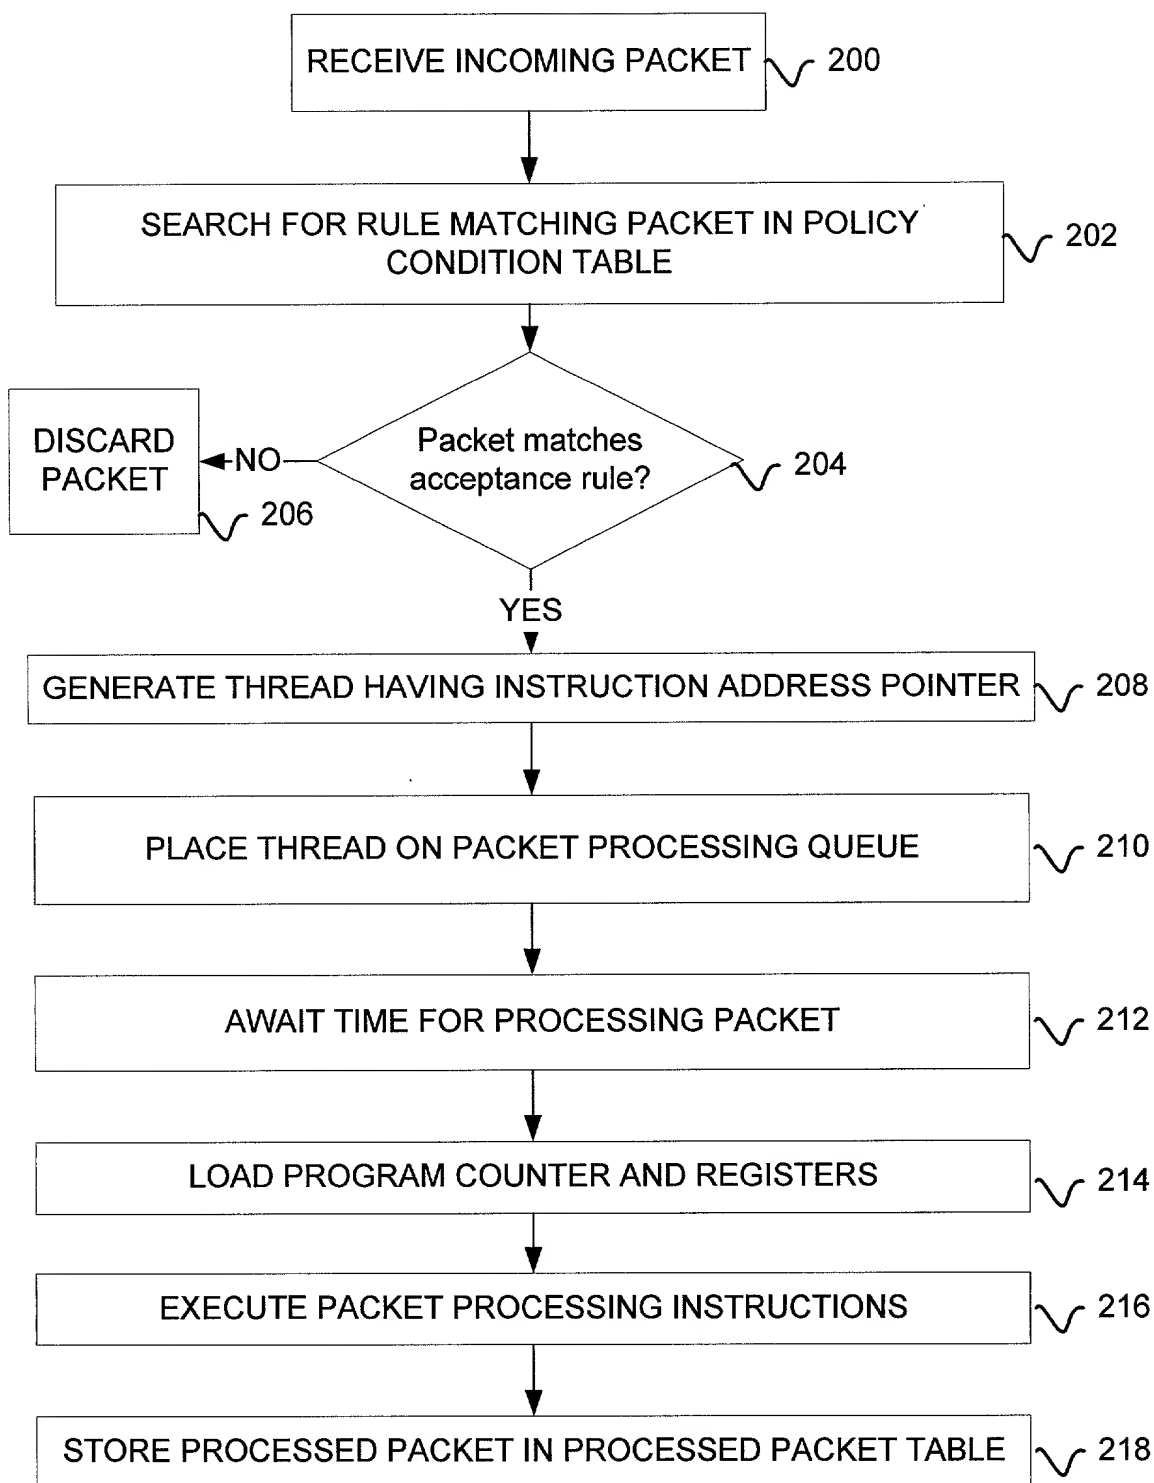 RECEIVE INCOMING PACKET
200
SEARCH FOR RULE MATCHING PACKET IN POLICY
CONDITION TABLE
202
Packet matches
acceptance rule?
204
NO
DISCARD
PACKET
206
YES
GENERATE THREAD HAVING INSTRUCTION ADDRESS POINTER
208
PLACE THREAD ON PACKET PROCESSING QUEUE
210
AWAIT TIME FOR PROCESSING PACKET
212
LOAD PROGRAM COUNTER AND REGISTERS
214
EXECUTE PACKET PROCESSING INSTRUCTIONS
216
STORE PROCESSED PACKET IN PROCESSED PACKET TABLE
218